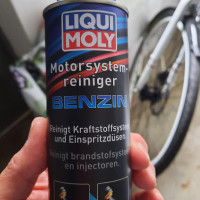 LIQUI
MOLY
Motorsystem-
reiniger
BENZIN
Reinigt Kraftstoffsystem
und Einspritzdüsen.
Reinigt brandstofsysteem
en injectoren.